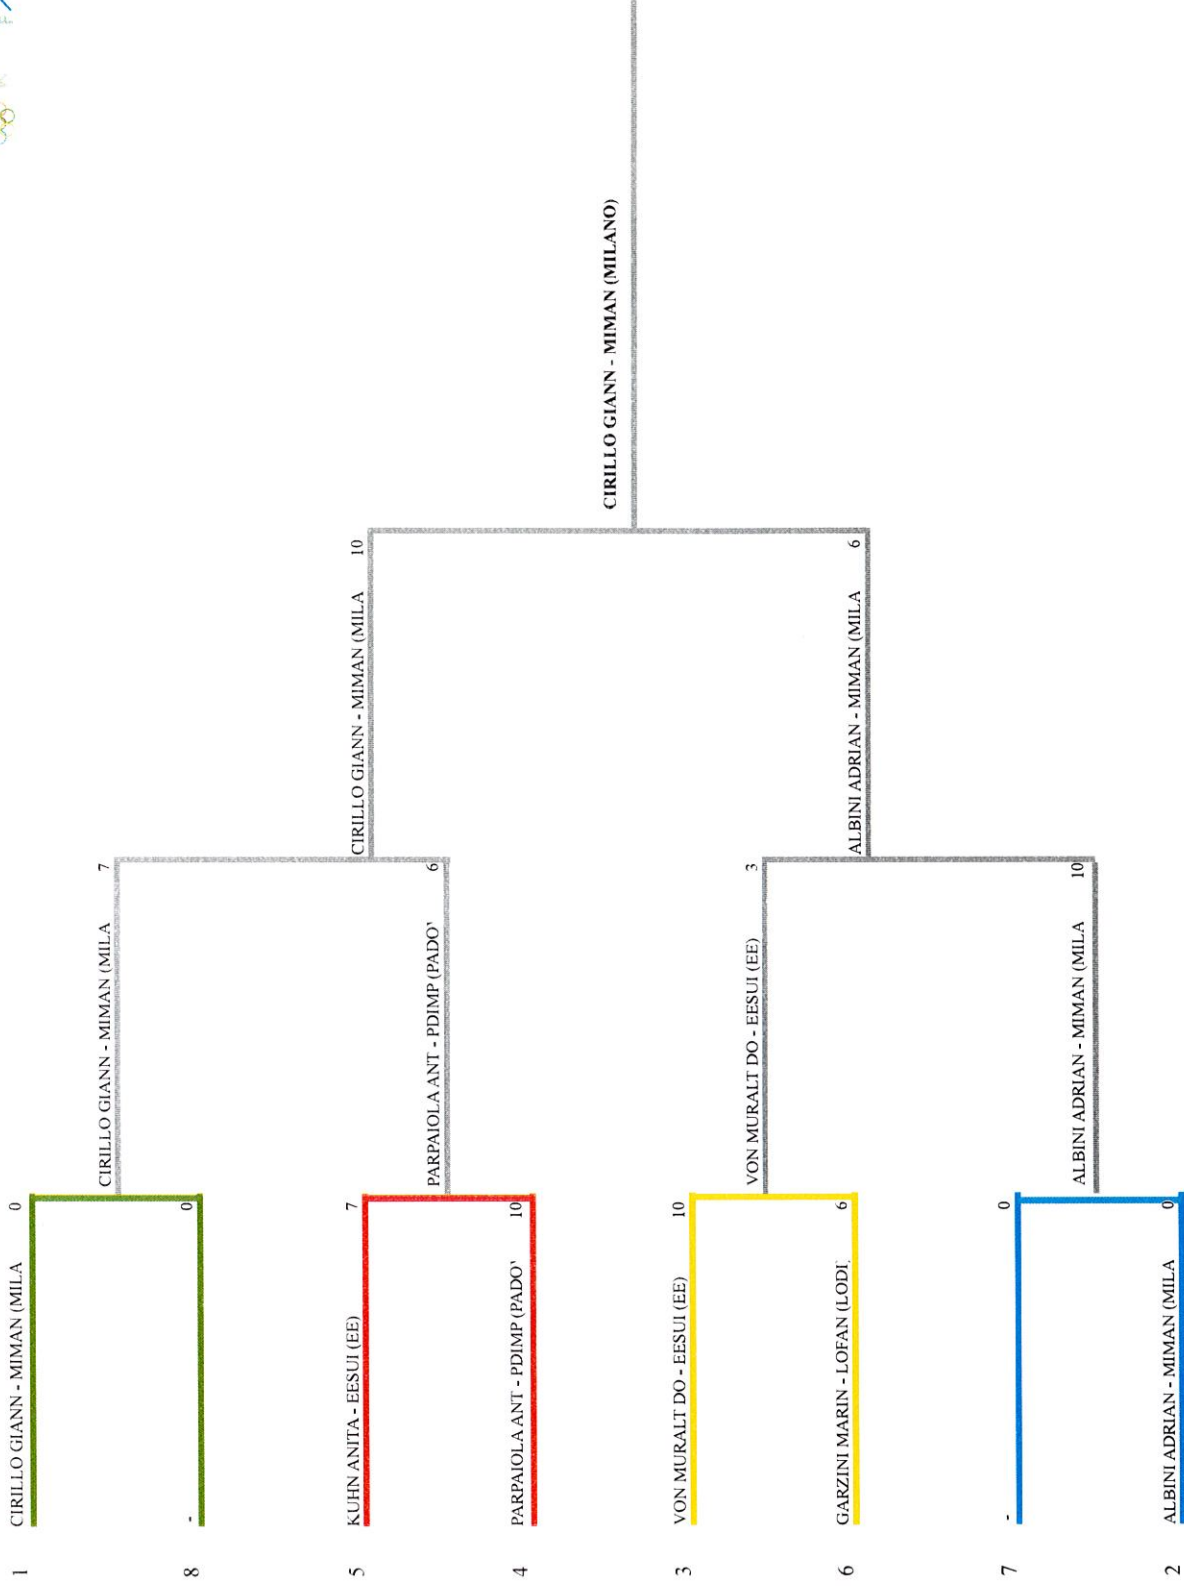 1
CIRILLO GIANN - MIMAN (MILA
0
8
-
0
CIRILLO GIANN - MIMAN (MILA
7
5
KUHN ANITA - EESUI (EE)
7
4
PARPAIOLA ANT - PDIMP (PADO'
10
PARPAIOLA ANT - PDIMP (PADO'
6
CIRILLO GIANN - MIMAN (MILA
10
CIRILLO GIANN - MIMAN (MILANO)
3
VON MURALT DO - EESUI (EE)
10
6
GARZINI MARIN - LOFAN (LODI
6
VON MURALT DO - EESUI (EE)
3
7
-
0
2
ALBINI ADRIAN - MIMAN (MILA
0
ALBINI ADRIAN - MIMAN (MILA
10
ALBINI ADRIAN - MIMAN (MILA
6